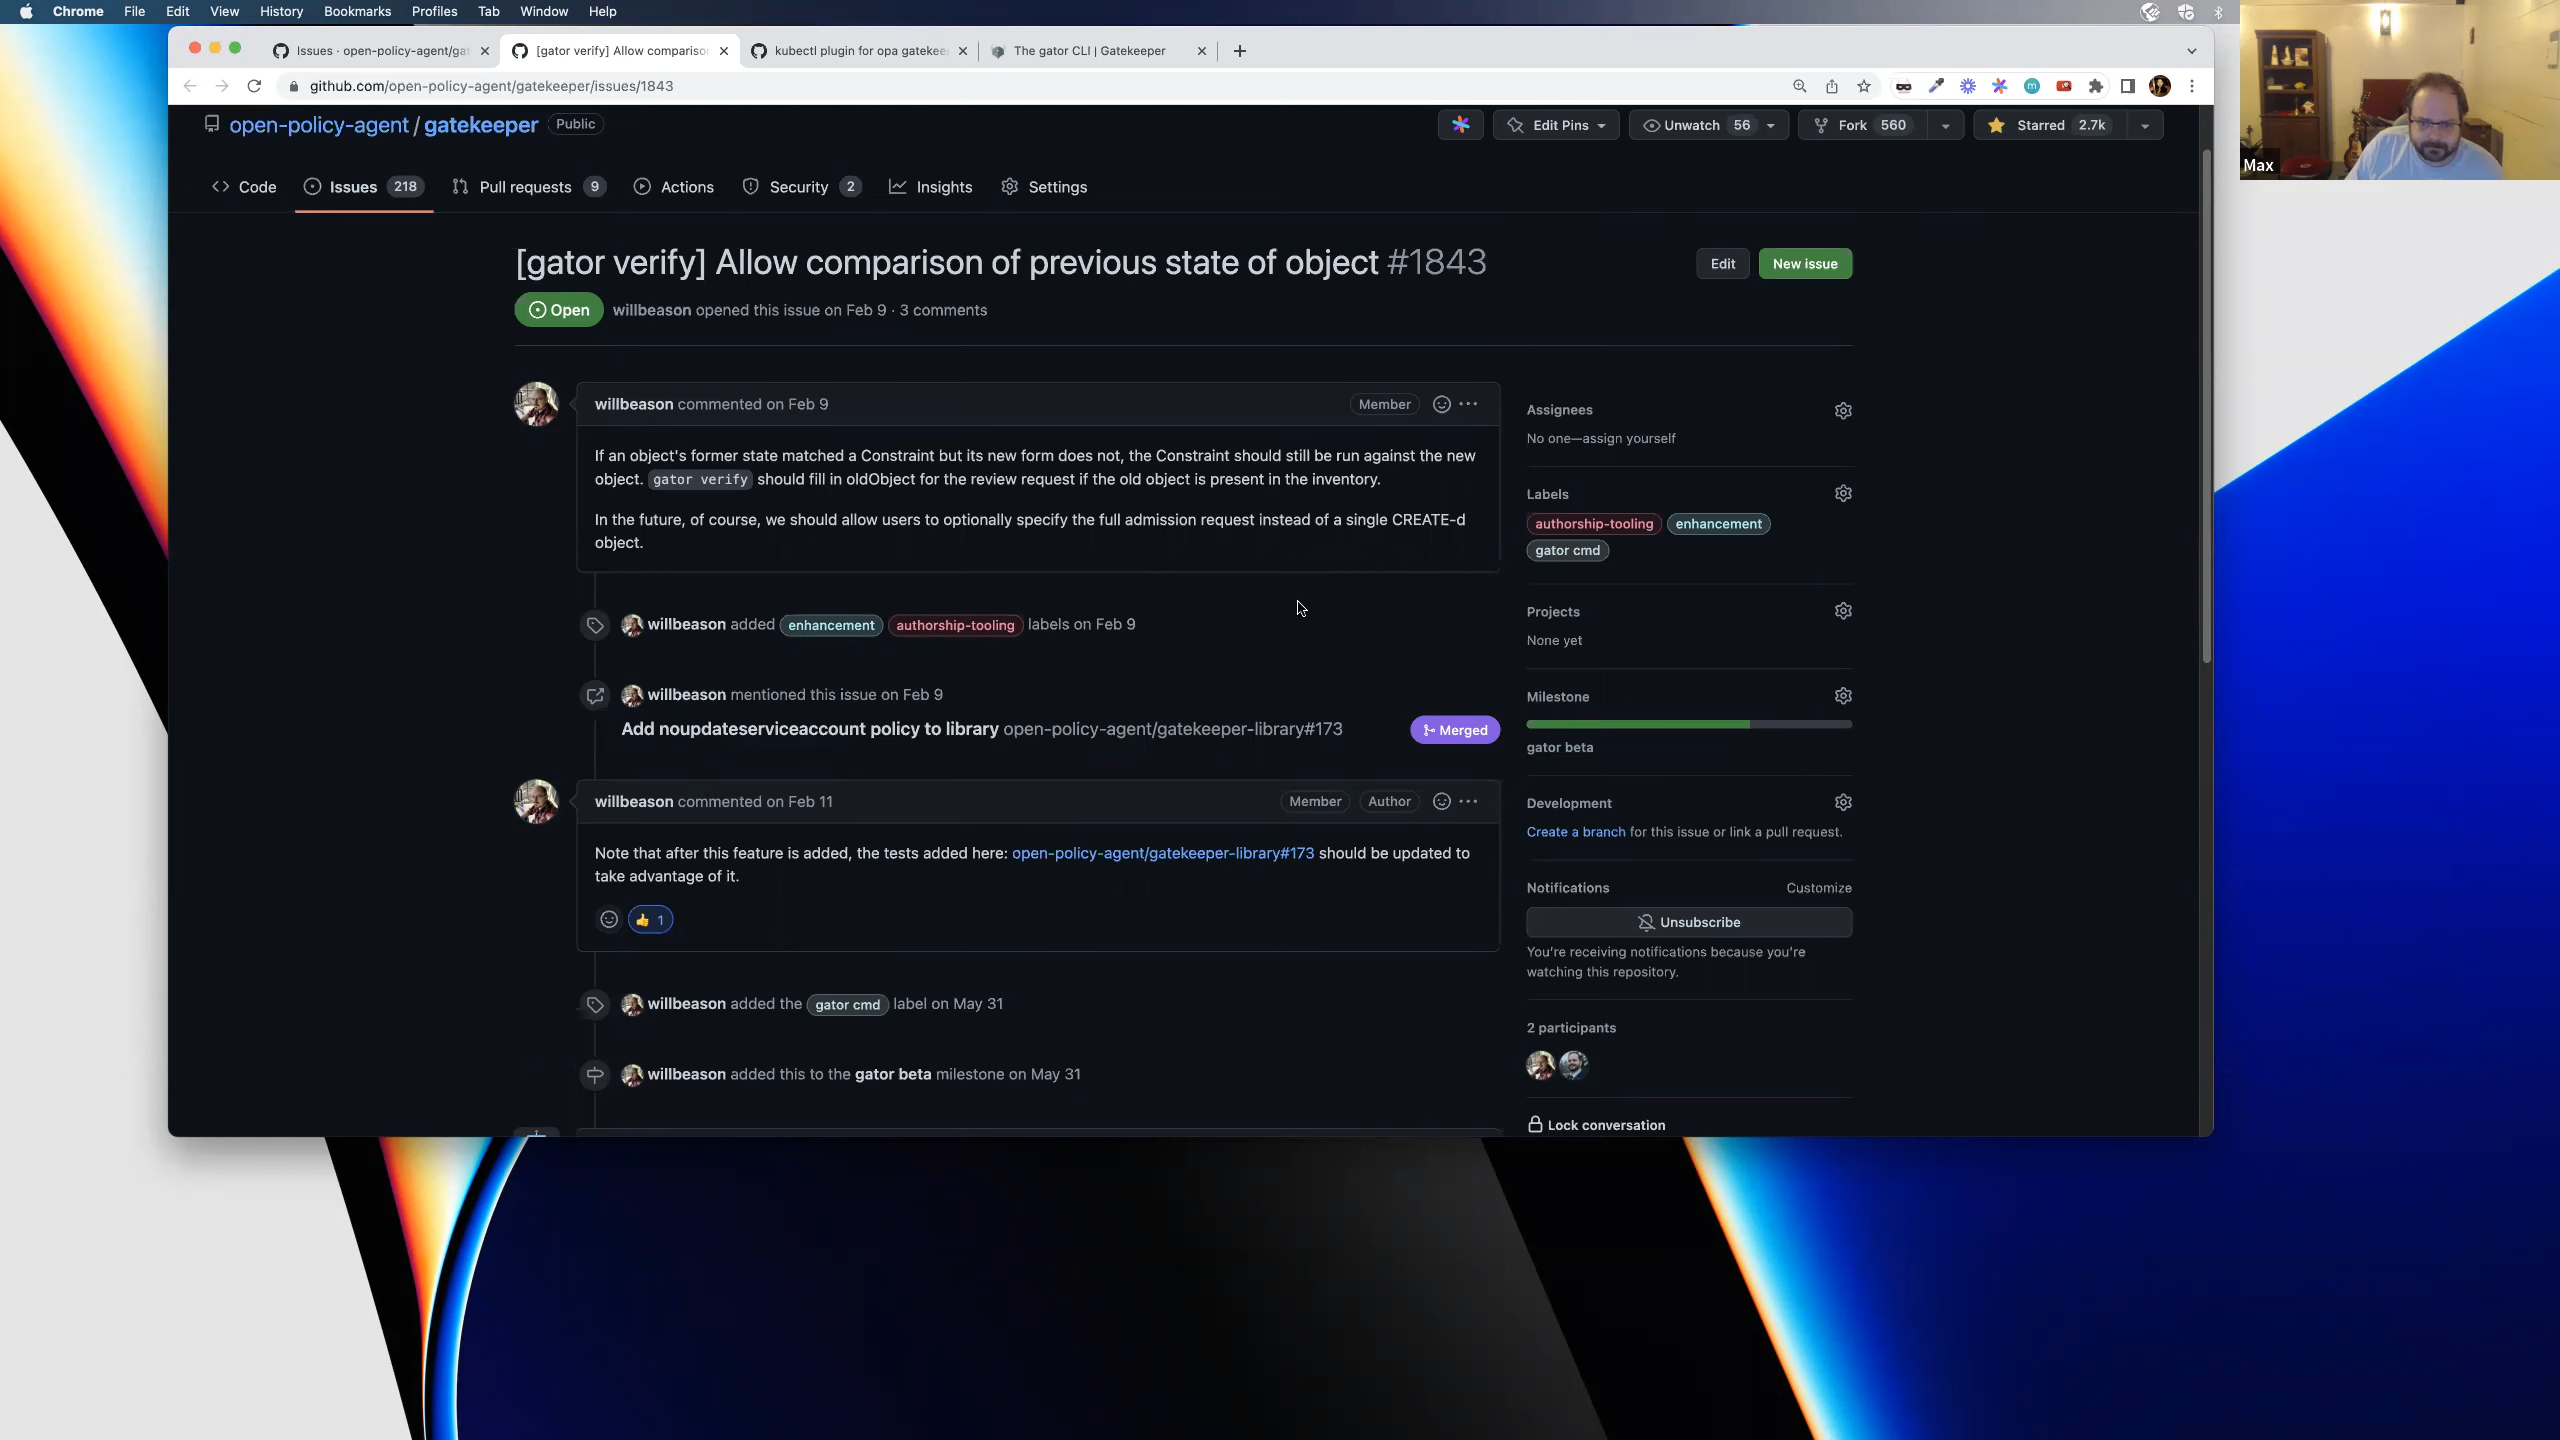 Chrome File Edit View History Bookmarks Profiles Tab Window Help
Issues · open-policy-agent/gat
[gator verify] Allow comparison
kubectl plugin for opa gatekeep
The gator CLI | Gatekeeper
github.com/open-policy-agent/gatekeeper/issues/1843
Max
open-policy-agent / gatekeeper Public
Edit Pins Unwatch 56 Fork 560 Starred 2.7k
Code Issues 218 Pull requests 9 Actions Security 2 Insights Settings
[gator verify] Allow comparison of previous state of object #1843
Edit New issue
Open willbeason opened this issue on Feb 9 · 3 comments
willbeason commented on Feb 9 Member
If an object's former state matched a Constraint but its new form does not, the Constraint should still be run against the new
object. gator verify should fill in oldObject for the review request if the old object is present in the inventory.
In the future, of course, we should allow users to optionally specify the full admission request instead of a single CREATE-d
object.
willbeason added enhancement authorship-tooling labels on Feb 9
willbeason mentioned this issue on Feb 9
Add noupdateserviceaccount policy to library open-policy-agent/gatekeeper-library#173 Merged
willbeason commented on Feb 11 Member Author
Note that after this feature is added, the tests added here: open-policy-agent/gatekeeper-library#173 should be updated to
take advantage of it.
👍 1
willbeason added the gator cmd label on May 31
willbeason added this to the gator beta milestone on May 31
Assignees
No one—assign yourself
Labels
authorship-tooling enhancement
gator cmd
Projects
None yet
Milestone
gator beta
Development
Create a branch for this issue or link a pull request.
Notifications Customize
Unsubscribe
You're receiving notifications because you're
watching this repository.
2 participants
Lock conversation